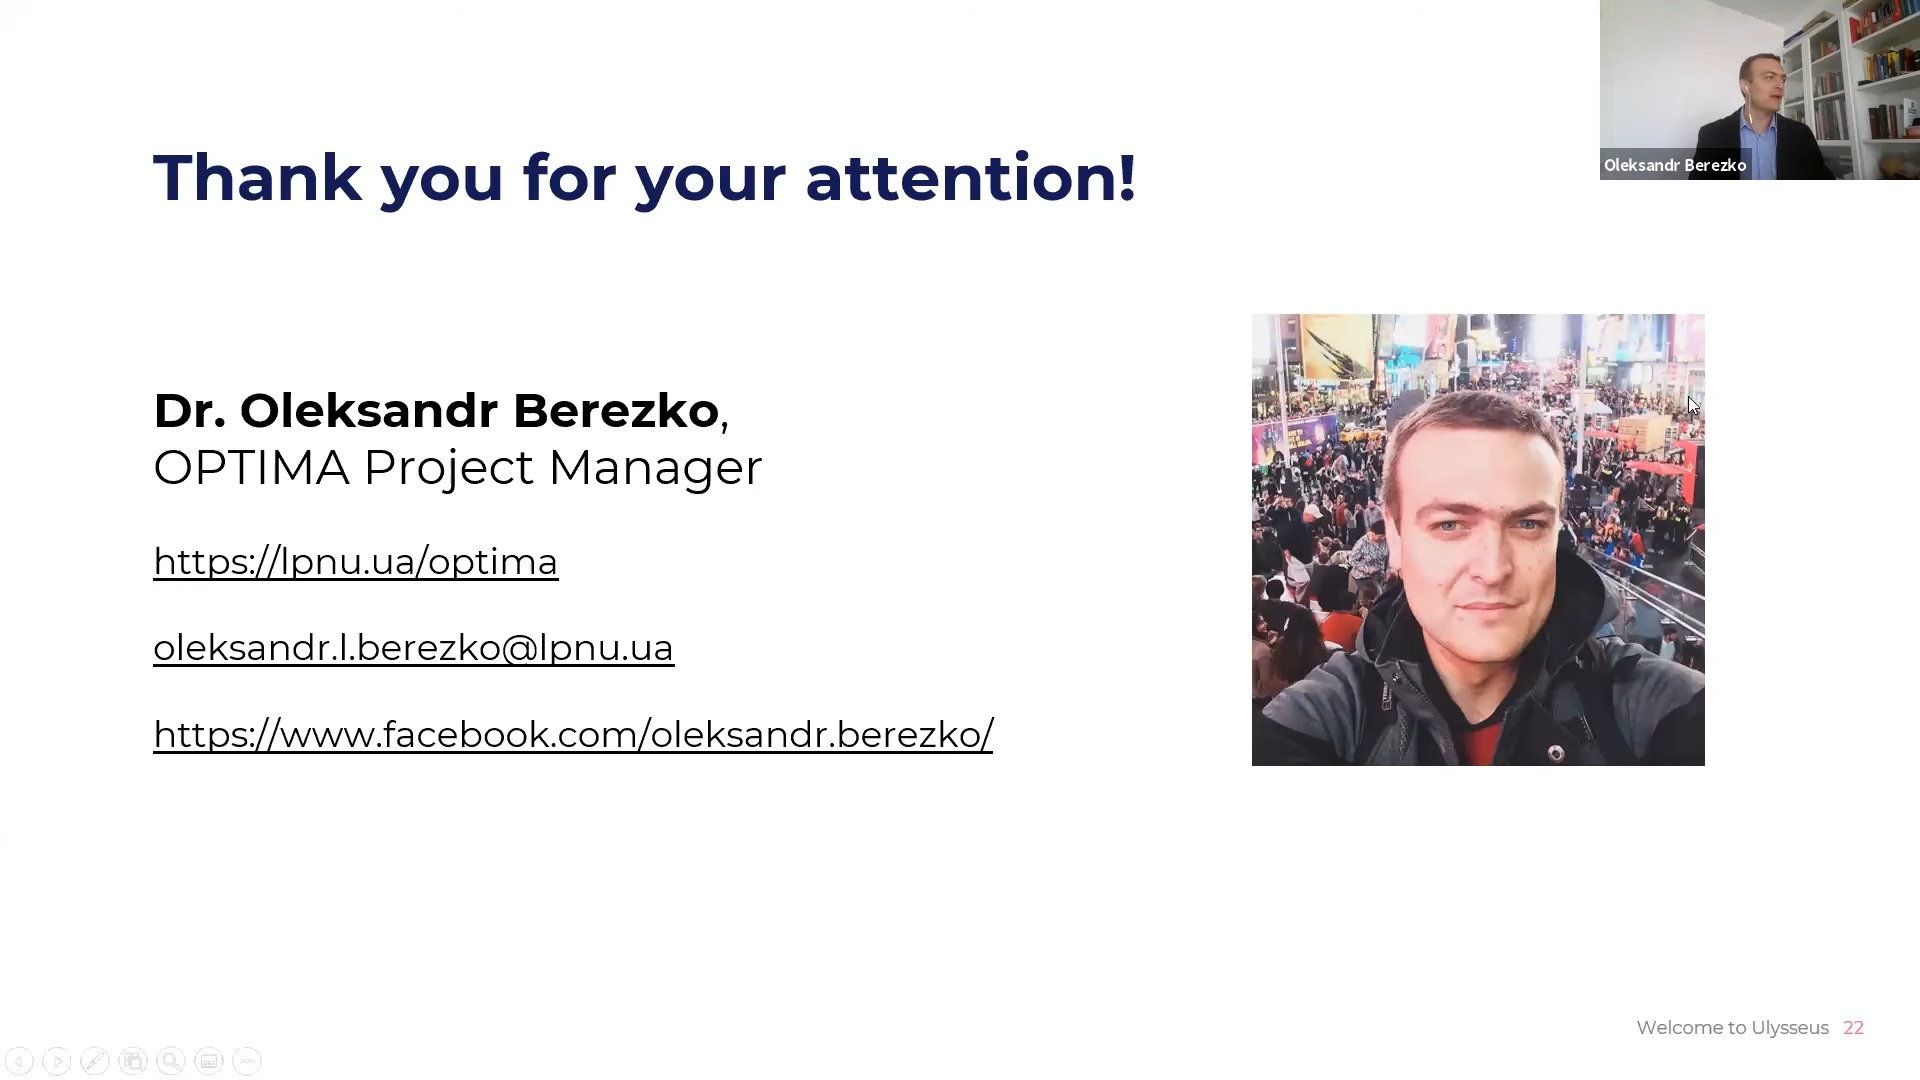 Oleksandr Berezko
Thank you for your attention!
Dr. Oleksandr Berezko,
OPTIMA Project Manager
https://lpnu.ua/optima
oleksandr.l.berezko@lpnu.ua
https://www.facebook.com/oleksandr.berezko/
Welcome to Ulysseus 22